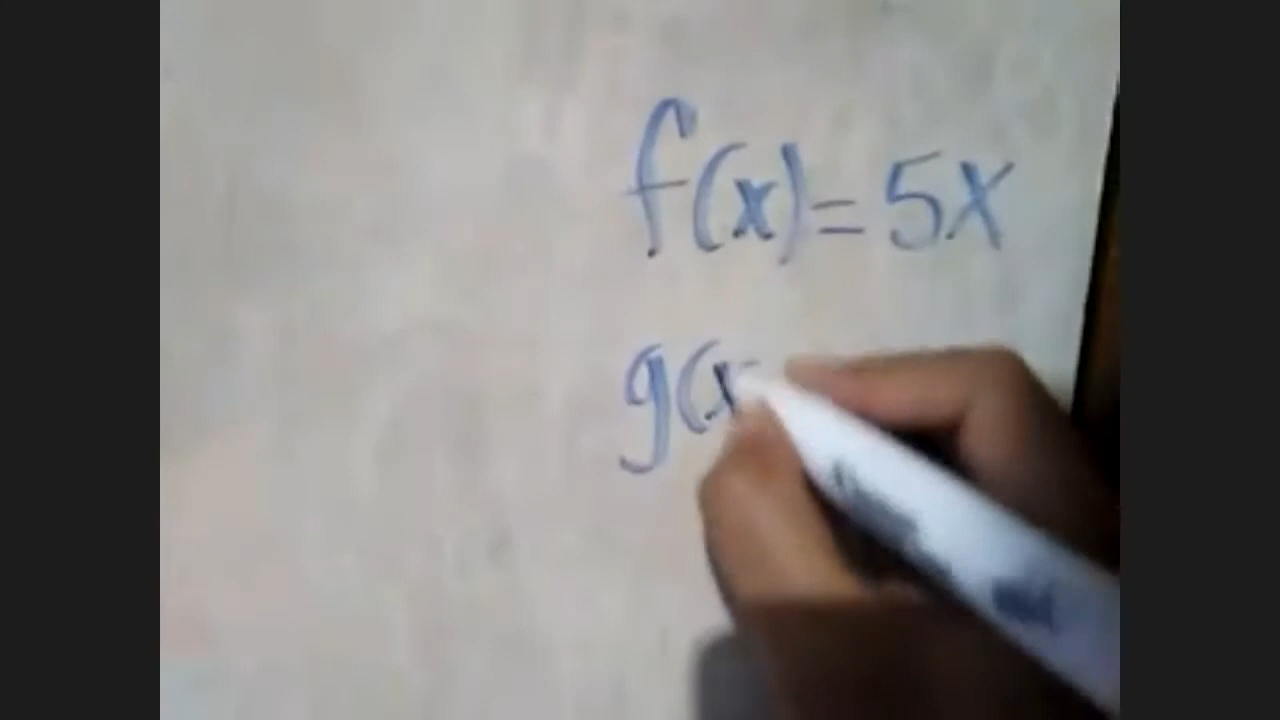 f(x) = 5x
g(x